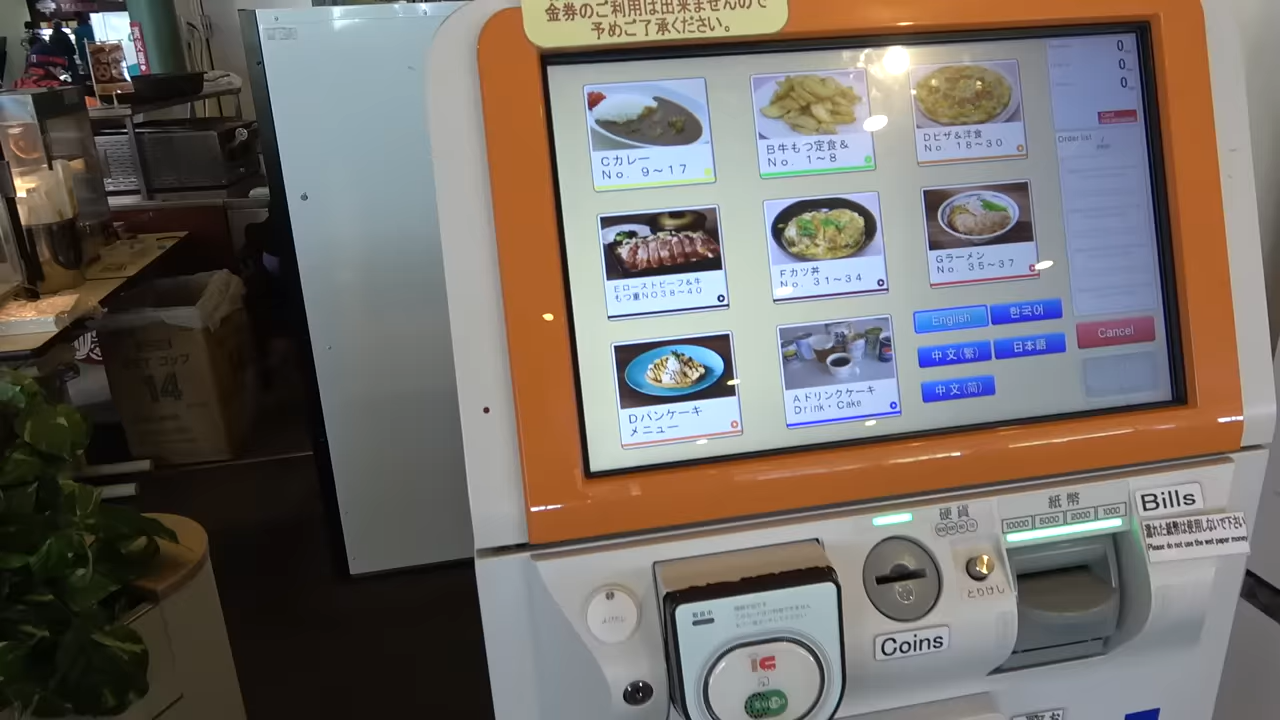 金券のご利用は出来ませんので
予めご了承ください。
Cカレー
No. 9～17
B牛もつ定食&
No. 1～8
Dピザ&洋食
No. 18～30
Eローストビーフ&牛
もつ重NO38～40
Fカツ丼
No. 31～34
Gラーメン
No. 35～37
Dパンケーキ
メニュー
Aドリンクケーキ
Drink・Cake
English
한국어
中文(繁)
日本語
中文(简)
0
0
0
Order list
Cancel
硬貨
紙幣
10000 5000 2000 1000
Bills
濡れた紙幣は使用しないで下さい
Please do not use the wet paper money
とりけし
Coins
14